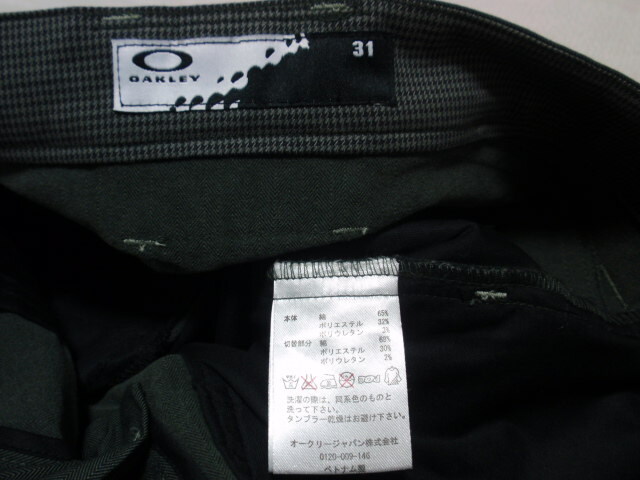 OAKLEY
31
本体 綿 65%
ポリエステル 32%
ポリウレタン 3%
切替部分 綿 68%
ポリエステル 30%
ポリウレタン 2%
洗濯の際は、同系色のものと
洗って下さい。
タンブラー乾燥はお避け下さい。
オークリージャパン株式会社
0120-009-146
ベトナム製